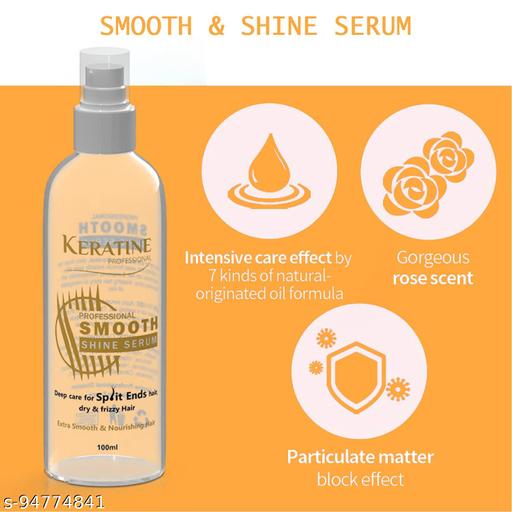 SMOOTH & SHINE SERUM
KERATINE
PROFESSIONAL
PROFESSIONAL
SMOOTH
SHINE SERUM
Deep care for Split Ends hair,
dry & frizzy Hair
Extra Smooth & Nourishing Hair
100ml
Intensive care effect by
7 kinds of natural-
originated oil formula
Gorgeous
rose scent
Particulate matter
block effect
s-94774841